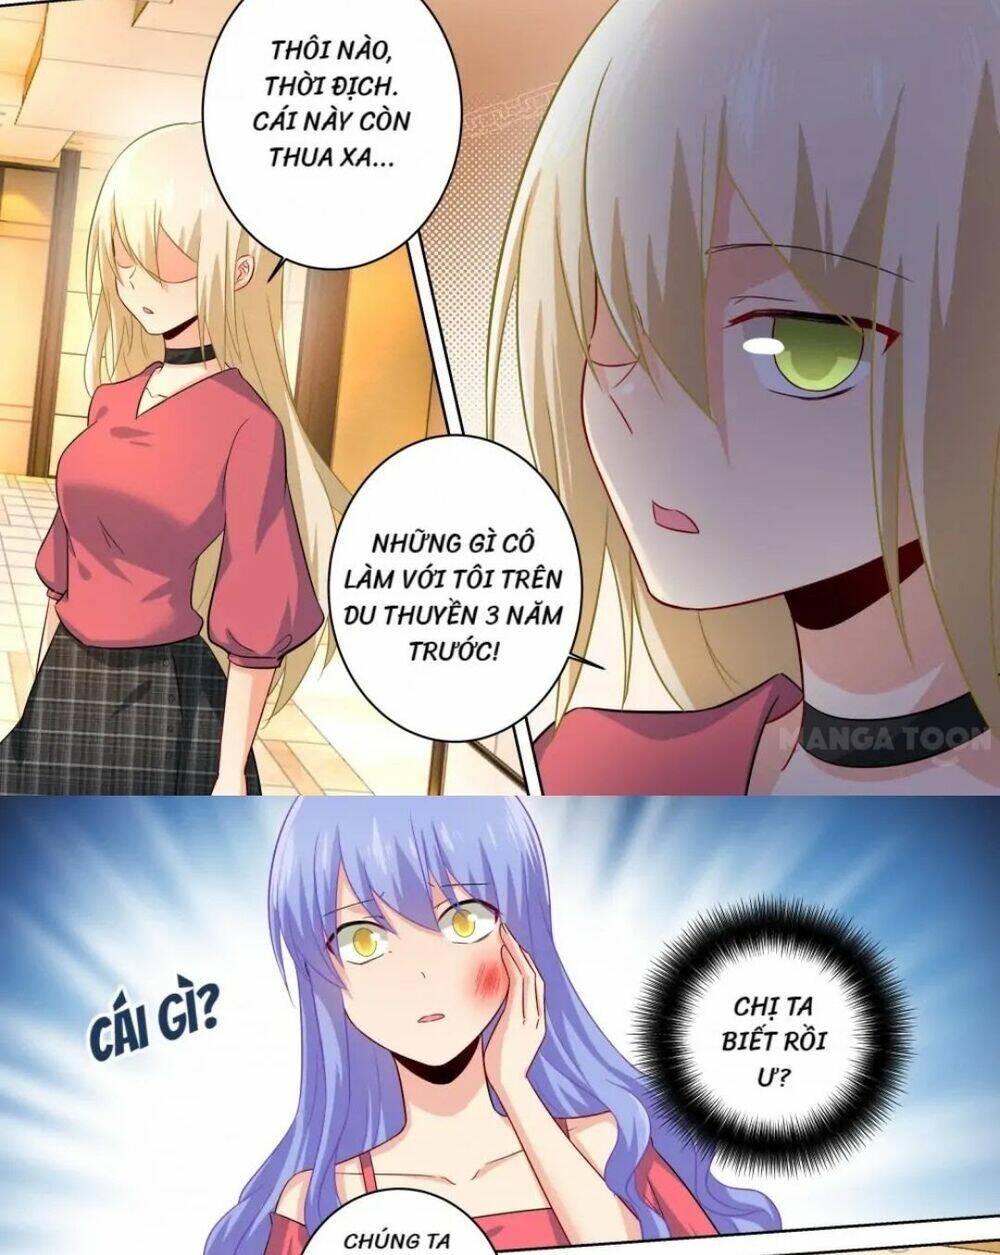 THÔI NÀO,
THỜI ĐỊCH.
CÁI NÀY CÒN
THUA XA...
NHỮNG GÌ CÔ
LÀM VỚI TÔI TRÊN
DU THUYỀN 3 NĂM
TRƯỚC!
MANGA TOON
CÁI GÌ?
CHỊ TA
BIẾT RỒI
Ư?
CHÚNG TA